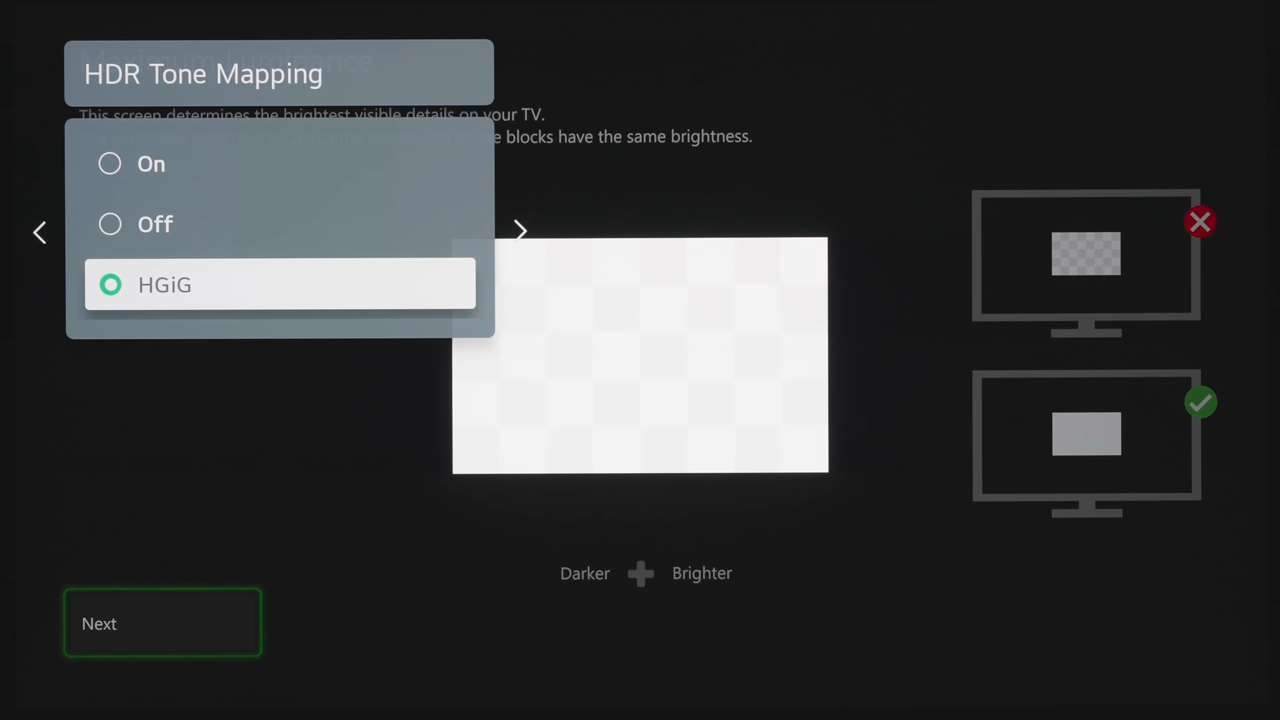 HDR Tone Mapping
This screen determines the brightest visible details on your TV.
blocks have the same brightness.
On
Off
HGiG
Darker
Brighter
Next